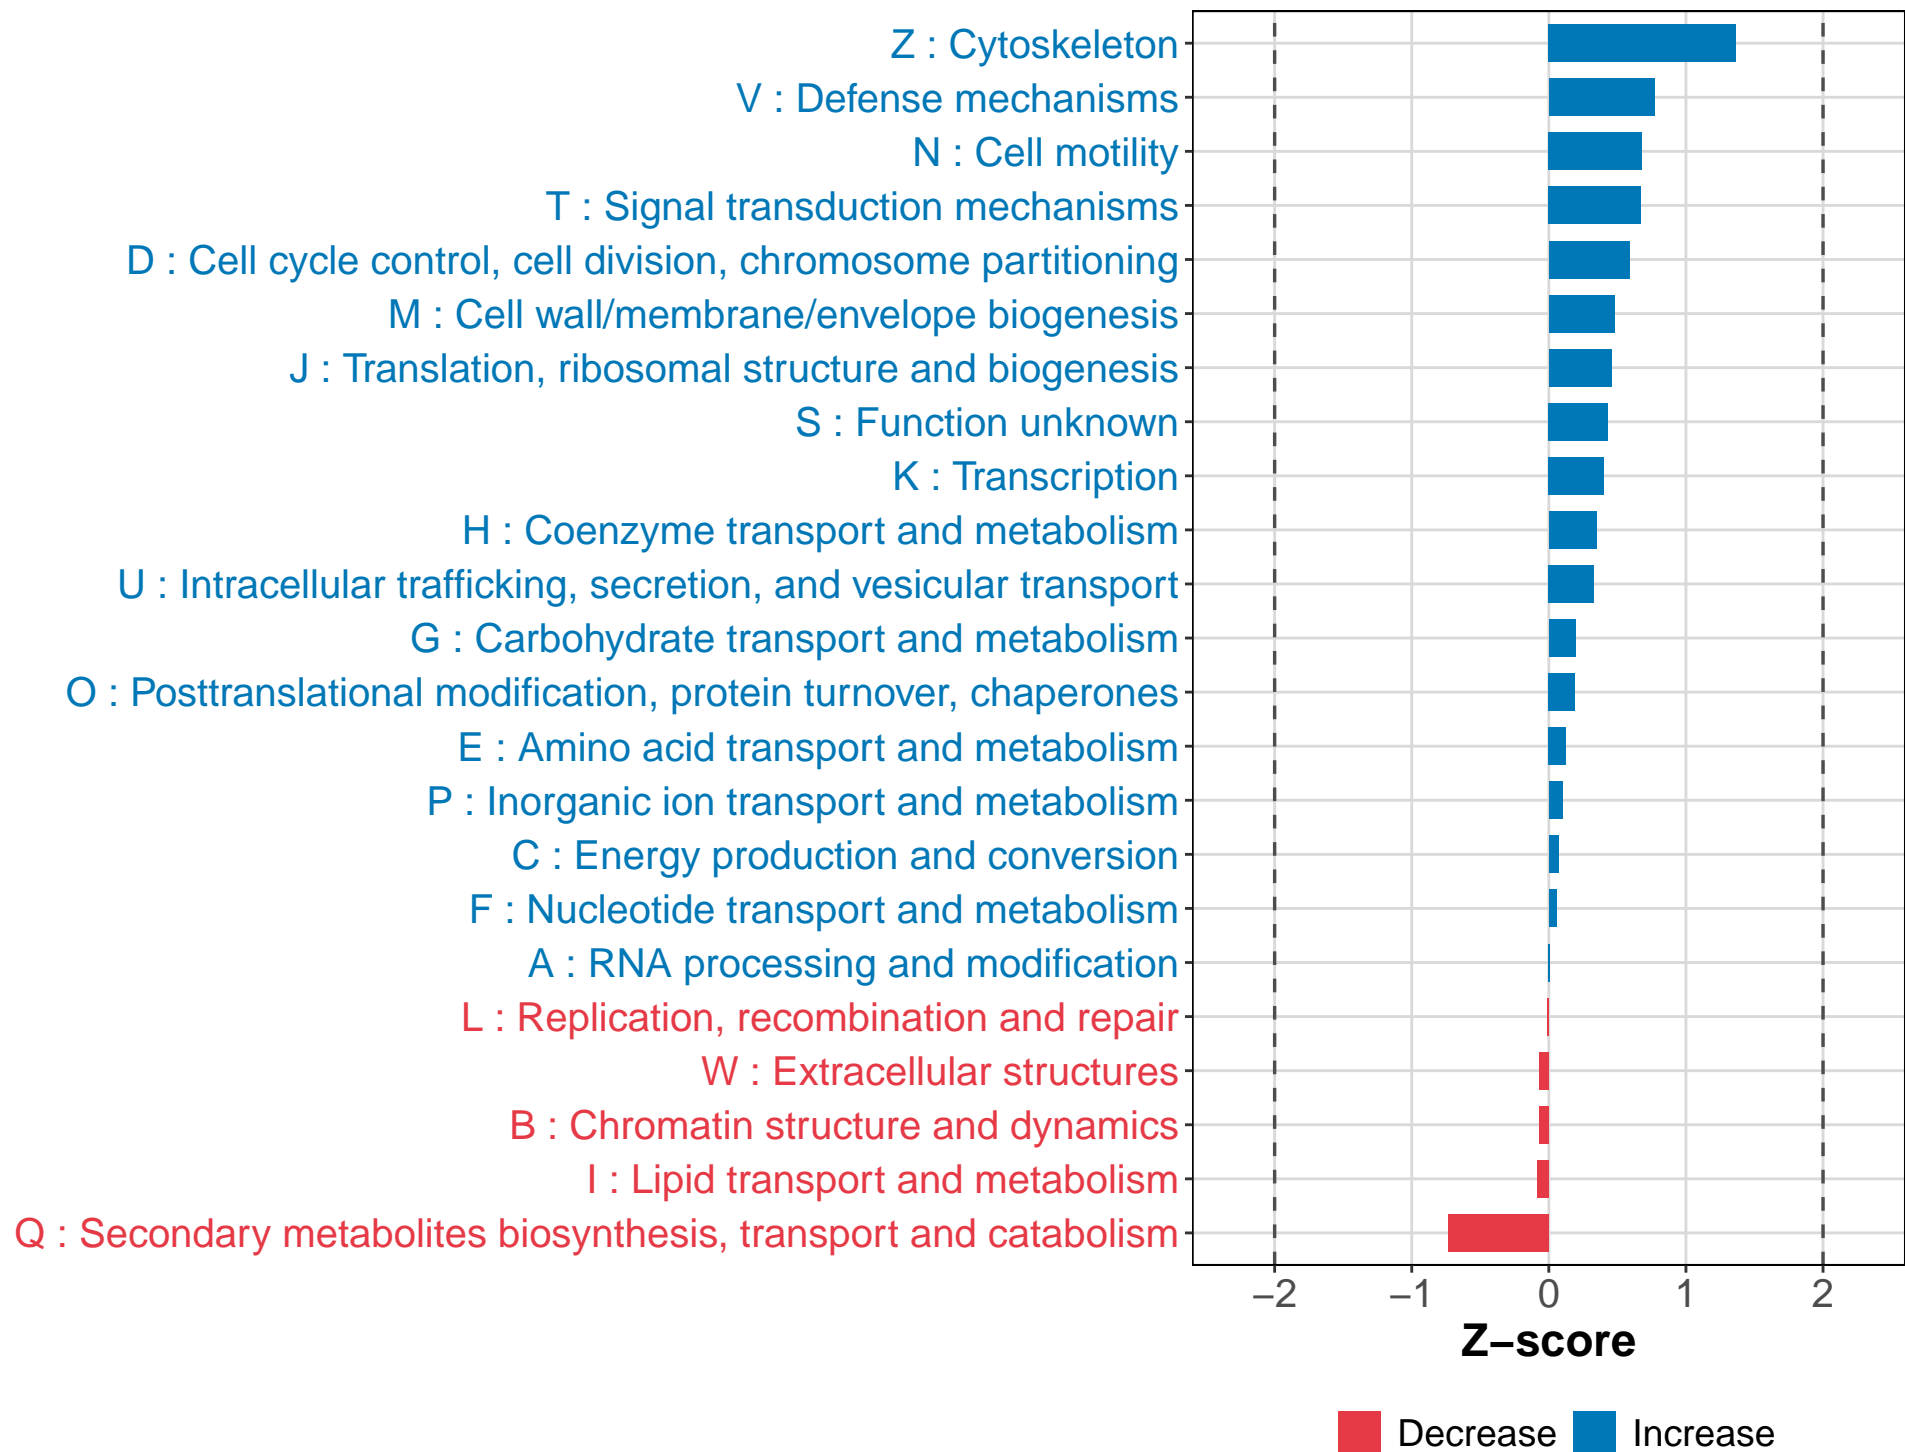 Z : Cytoskeleton
V : Defense mechanisms
N : Cell motility
T : Signal transduction mechanisms
D : Cell cycle control, cell division, chromosome partitioning
M : Cell wall/membrane/envelope biogenesis
J : Translation, ribosomal structure and biogenesis
S : Function unknown
K : Transcription
H : Coenzyme transport and metabolism
U : Intracellular trafficking, secretion, and vesicular transport
G : Carbohydrate transport and metabolism
O : Posttranslational modification, protein turnover, chaperones
E : Amino acid transport and metabolism
P : Inorganic ion transport and metabolism
C : Energy production and conversion
F : Nucleotide transport and metabolism
A : RNA processing and modification
L : Replication, recombination and repair
W : Extracellular structures
B : Chromatin structure and dynamics
I : Lipid transport and metabolism
Q : Secondary metabolites biosynthesis, transport and catabolism
−2 −1 0 1 2
Z−score
Decrease Increase